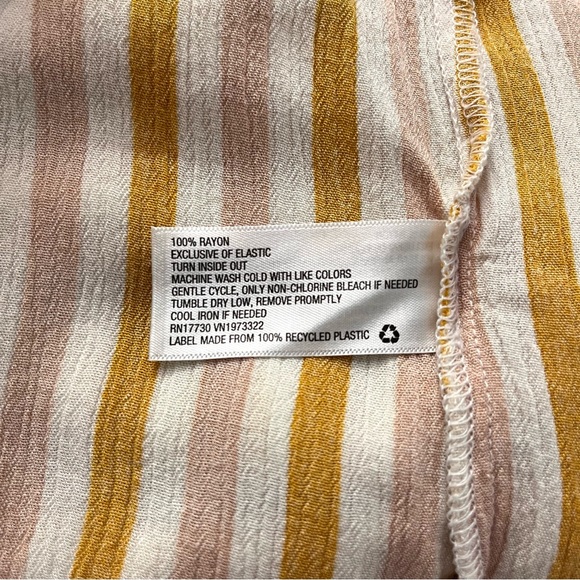 100% RAYON
EXCLUSIVE OF ELASTIC
TURN INSIDE OUT
MACHINE WASH COLD WITH LIKE COLORS
GENTLE CYCLE, ONLY NON-CHLORINE BLEACH IF NEEDED
TUMBLE DRY LOW, REMOVE PROMPTLY
COOL IRON IF NEEDED
RN17730 VN1973322
LABEL MADE FROM 100% RECYCLED PLASTIC